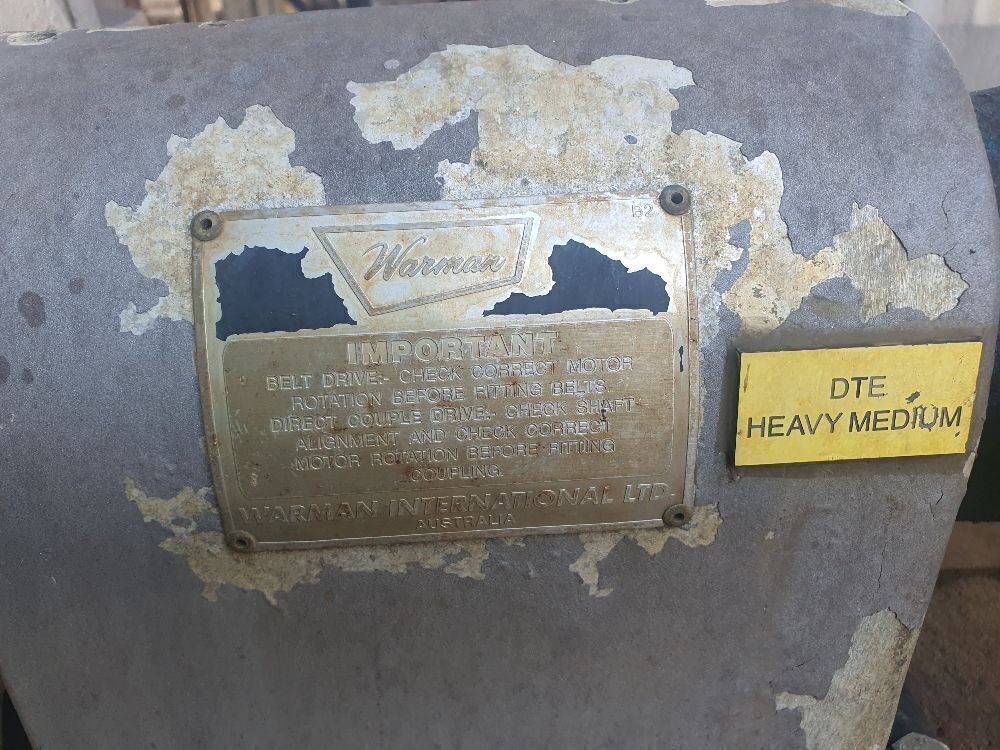 B2
Warman
IMPORTANT
BELT DRIVE:- CHECK CORRECT MOTOR
ROTATION BEFORE FITTING BELTS
DIRECT COUPLE DRIVE:- CHECK SHAFT
ALIGNMENT AND CHECK CORRECT
MOTOR ROTATION BEFORE FITTING
COUPLING.
WARMAN INTERNATIONAL LTD.
AUSTRALIA
DTE
HEAVY MEDIUM